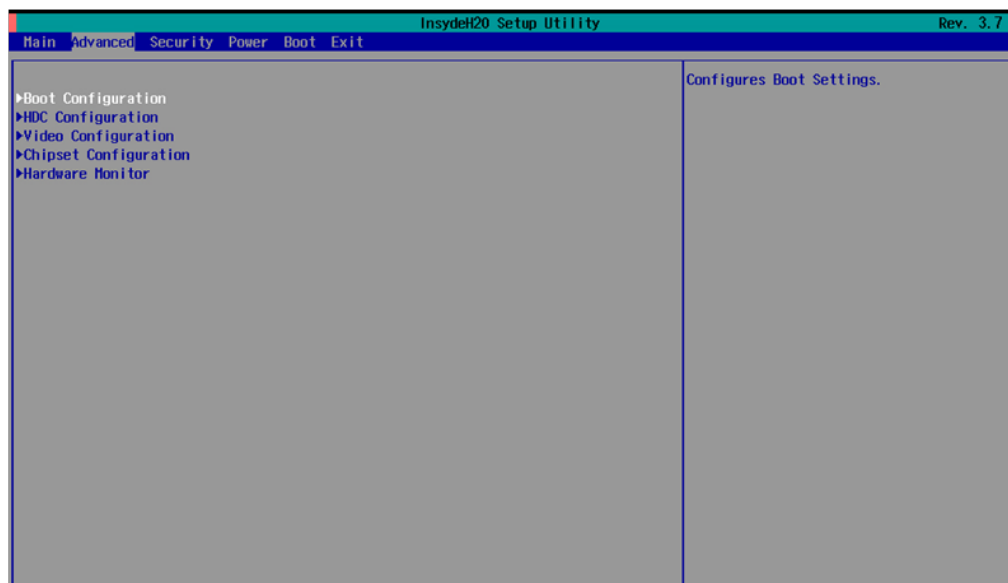 InsydeH20 Setup Utility Rev. 3.7
Main Advanced Security Power Boot Exit
Configures Boot Settings.
▶Boot Configuration
▶HDC Configuration
▶Video Configuration
▶Chipset Configuration
▶Hardware Monitor